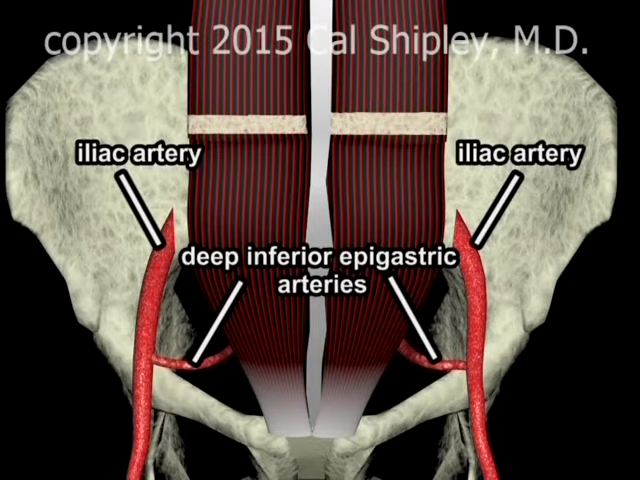 copyright 2015 Cal Shipley, M.D.
iliac artery
iliac artery
deep inferior epigastric
arteries